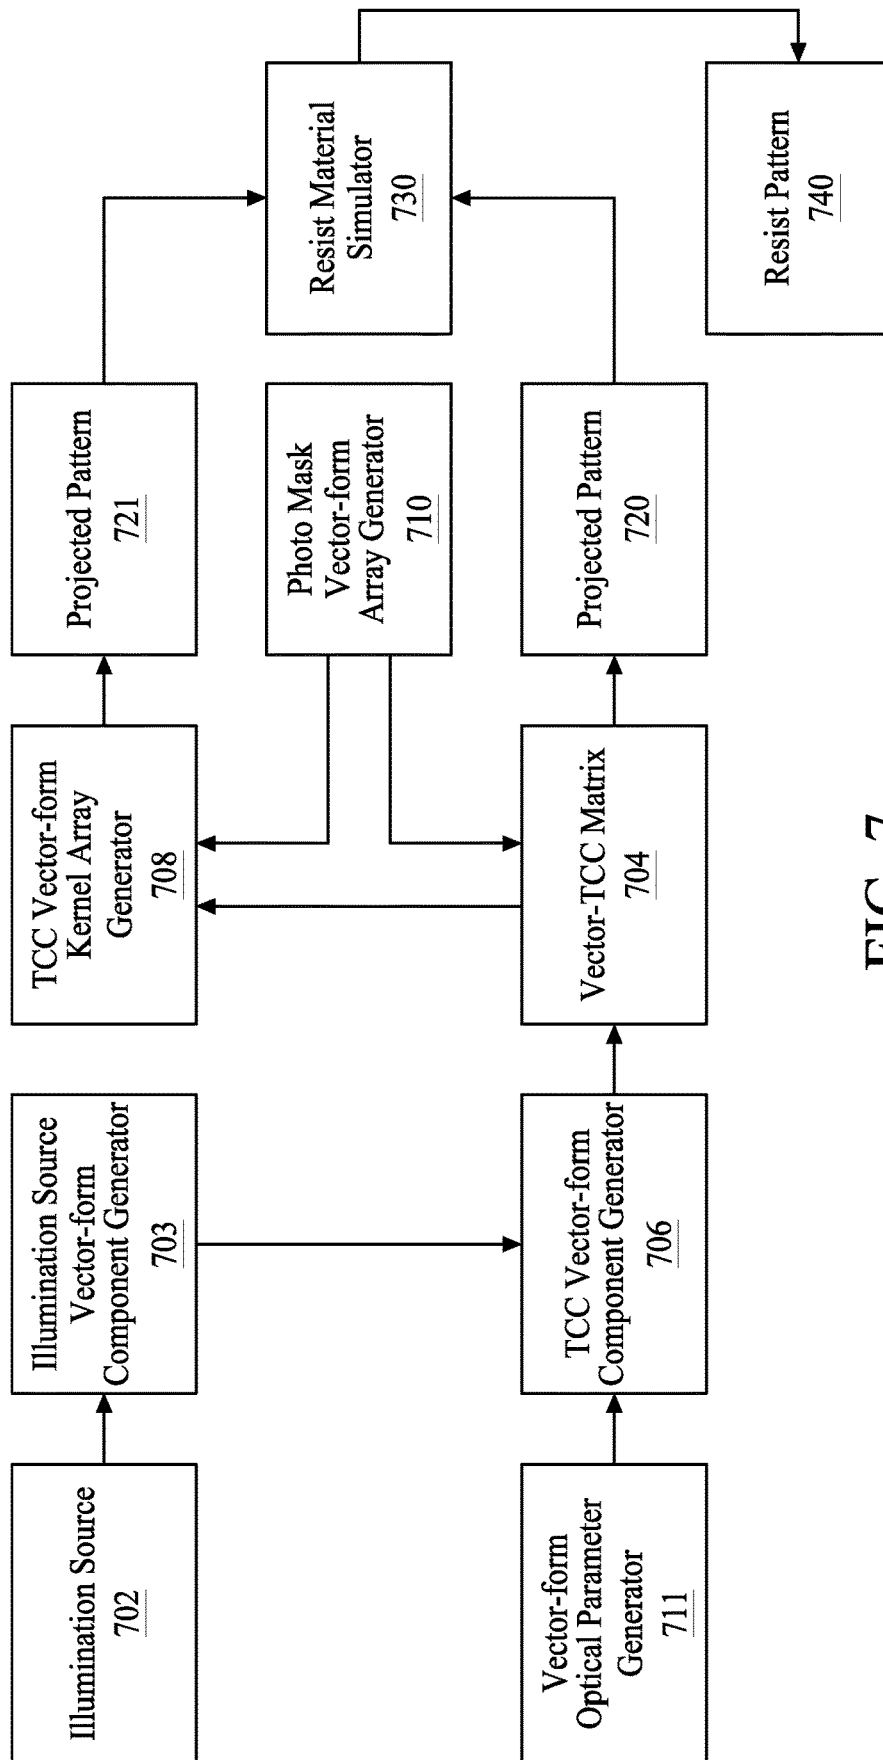 Illumination Source
702
Illumination Source
Vector-form
Component Generator
703
TCC Vector-form
Kernel Array
Generator
708
Projected Pattern
721
Photo Mask
Vector-form
Array Generator
710
Resist Material
Simulator
730
Vector-form
Optical Parameter
Generator
711
TCC Vector-form
Component Generator
706
Vector-TCC Matrix
704
Projected Pattern
720
Resist Pattern
740
FIG. 7